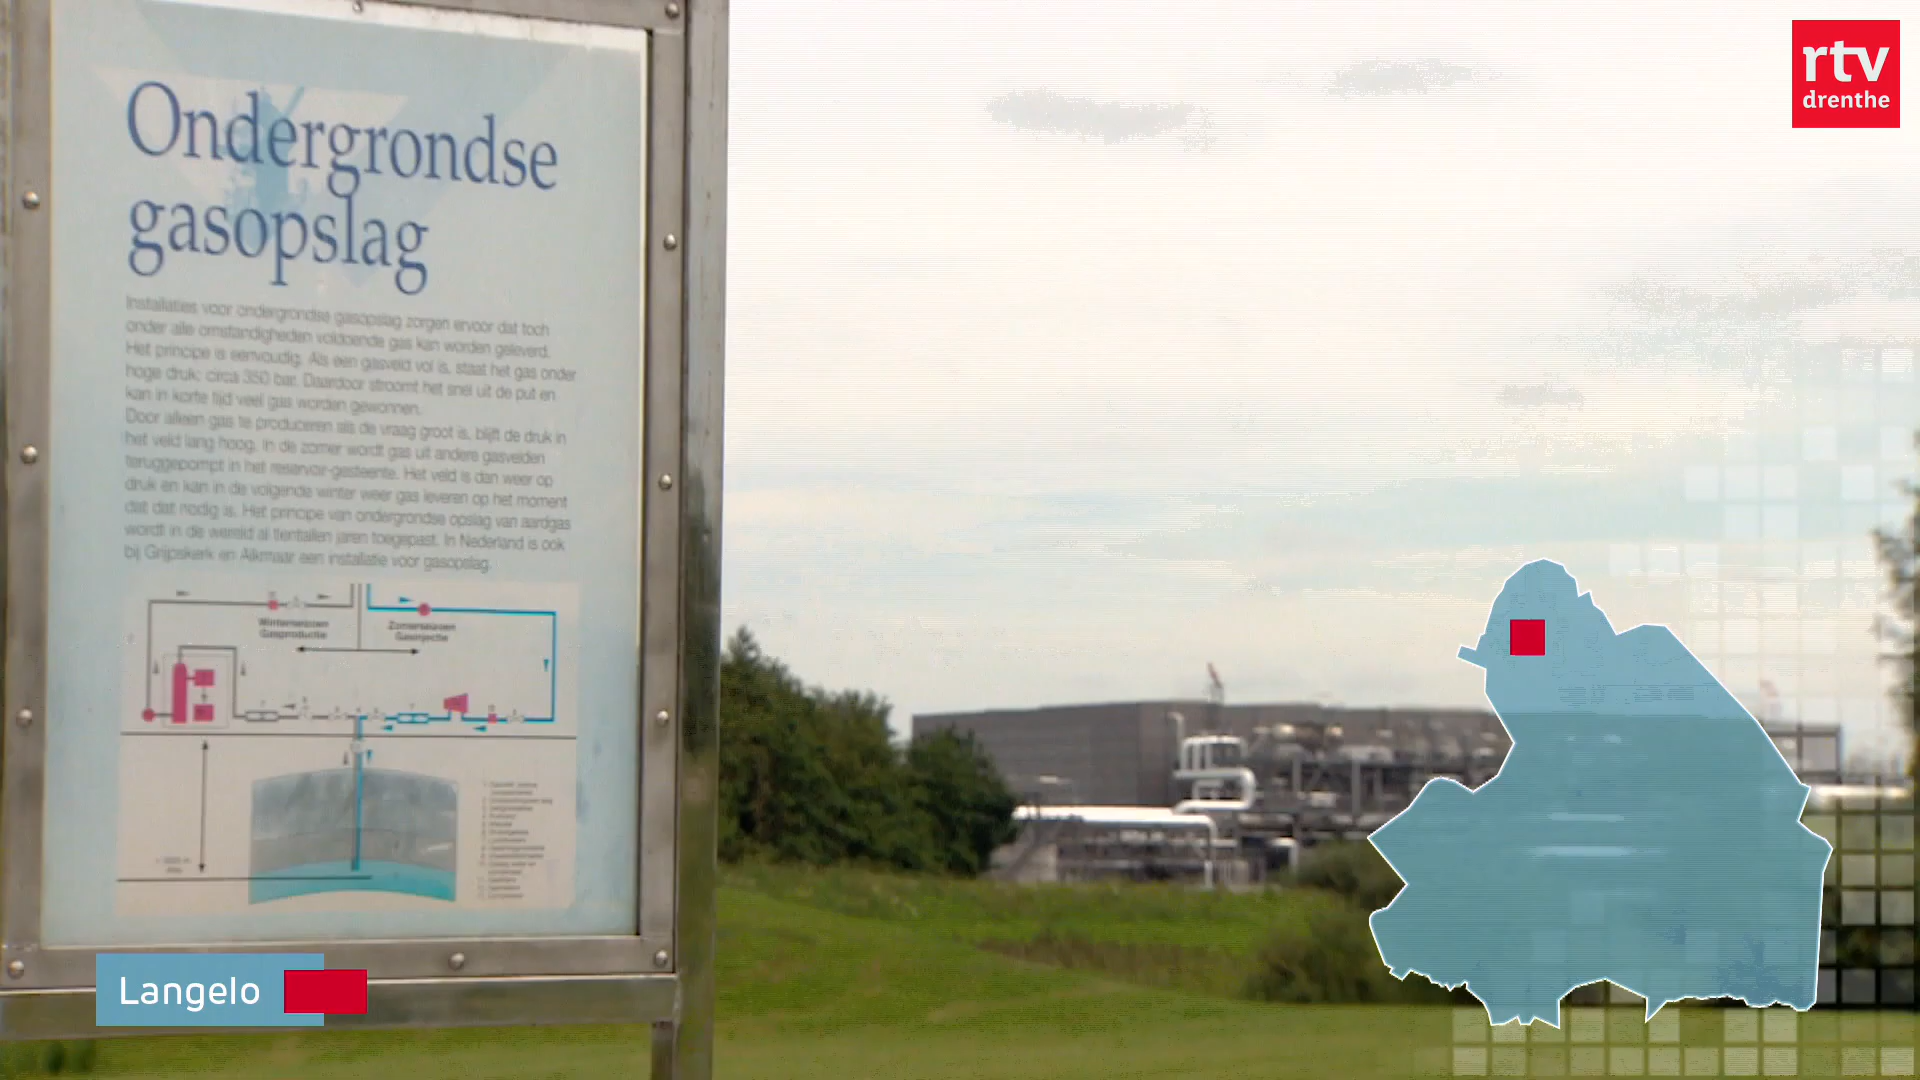 rtv
drenthe
Ondergrondse
gasopslag
Installaties voor ondergrondse gasopslag zorgen ervoor dat toch
onder alle omstandigheden voldoende gas kan worden geleverd.
Het principe is eenvoudig. Als een gasveld vol is, staat het gas onder
hoge druk: circa 350 bar. Daardoor stroomt het snel uit de put en
kan in korte tijd veel gas worden gewonnen.
Door alleen gas te produceren als de vraag groot is, blijft de druk in
het veld lang hoog. In de zomer wordt gas uit andere gasvelden
teruggepompt in het reservoir-gesteente. Het veld is dan weer op
druk en kan in de volgende winter weer gas leveren op het moment
dat dat nodig is. Het principe van ondergrondse opslag van aardgas
wordt in de wereld al tientallen jaren toegepast. In Nederland is ook
bij Grijpskerk en Alkmaar een installatie voor gasopslag.
Winterseizoen
Gasproductie
Zomerseizoen
Gasinjectie
Langelo